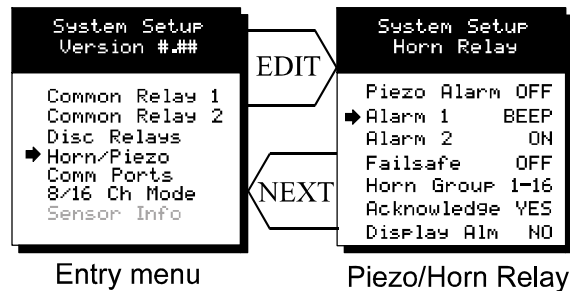 System Setup
Version #.##
Common Relay 1
Common Relay 2
Disc Relays
Horn/Piezo
Comm Ports
8/16 Ch Mode
Sensor Info
Entry menu
EDIT
NEXT
System Setup
Horn Relay
Piezo Alarm OFF
Alarm 1 BEEP
Alarm 2 ON
Failsafe OFF
Horn Group 1-16
Acknowledge YES
Display Alm NO
Piezo/Horn Relay